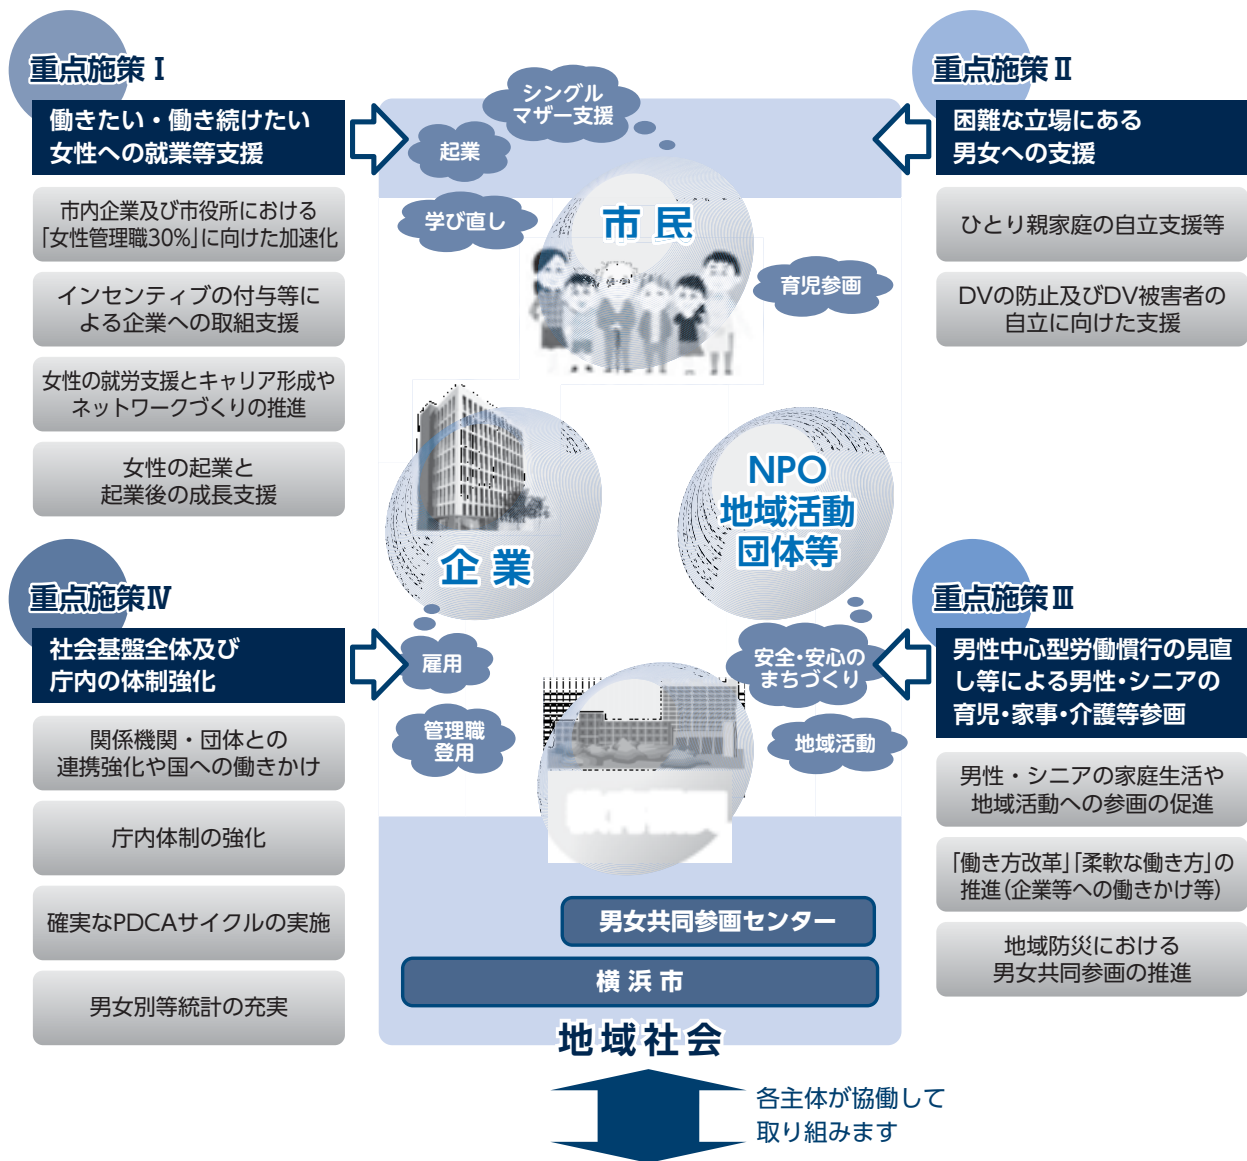 重点施策Ⅰ
働きたい・働き続けたい
女性への就業等支援
市内企業及び市役所における
「女性管理職30%」に向けた加速化
インセンティブの付与等に
よる企業への取組支援
女性の就労支援とキャリア形成や
ネットワークづくりの推進
女性の起業と
起業後の成長支援
重点施策Ⅱ
困難な立場にある
男女への支援
ひとり親家庭の自立支援等
DVの防止及びDV被害者の
自立に向けた支援
シングル
マザー支援
起業
学び直し
市民
育児参画
企業
NPO
地域活動
団体等
雇用
管理職
登用
安全・安心の
まちづくり
地域活動
重点施策Ⅳ
社会基盤全体及び
庁内の体制強化
関係機関・団体との
連携強化や国への働きかけ
庁内体制の強化
確実なPDCAサイクルの実施
男女別等統計の充実
重点施策Ⅲ
男性中心型労働慣行の見直
し等による男性・シニアの
育児・家事・介護等参画
男性・シニアの家庭生活や
地域活動への参画の促進
「働き方改革」「柔軟な働き方」の
推進(企業等への働きかけ等)
地域防災における
男女共同参画の推進
男女共同参画センター
横浜市
地域社会
各主体が協働して
取り組みます